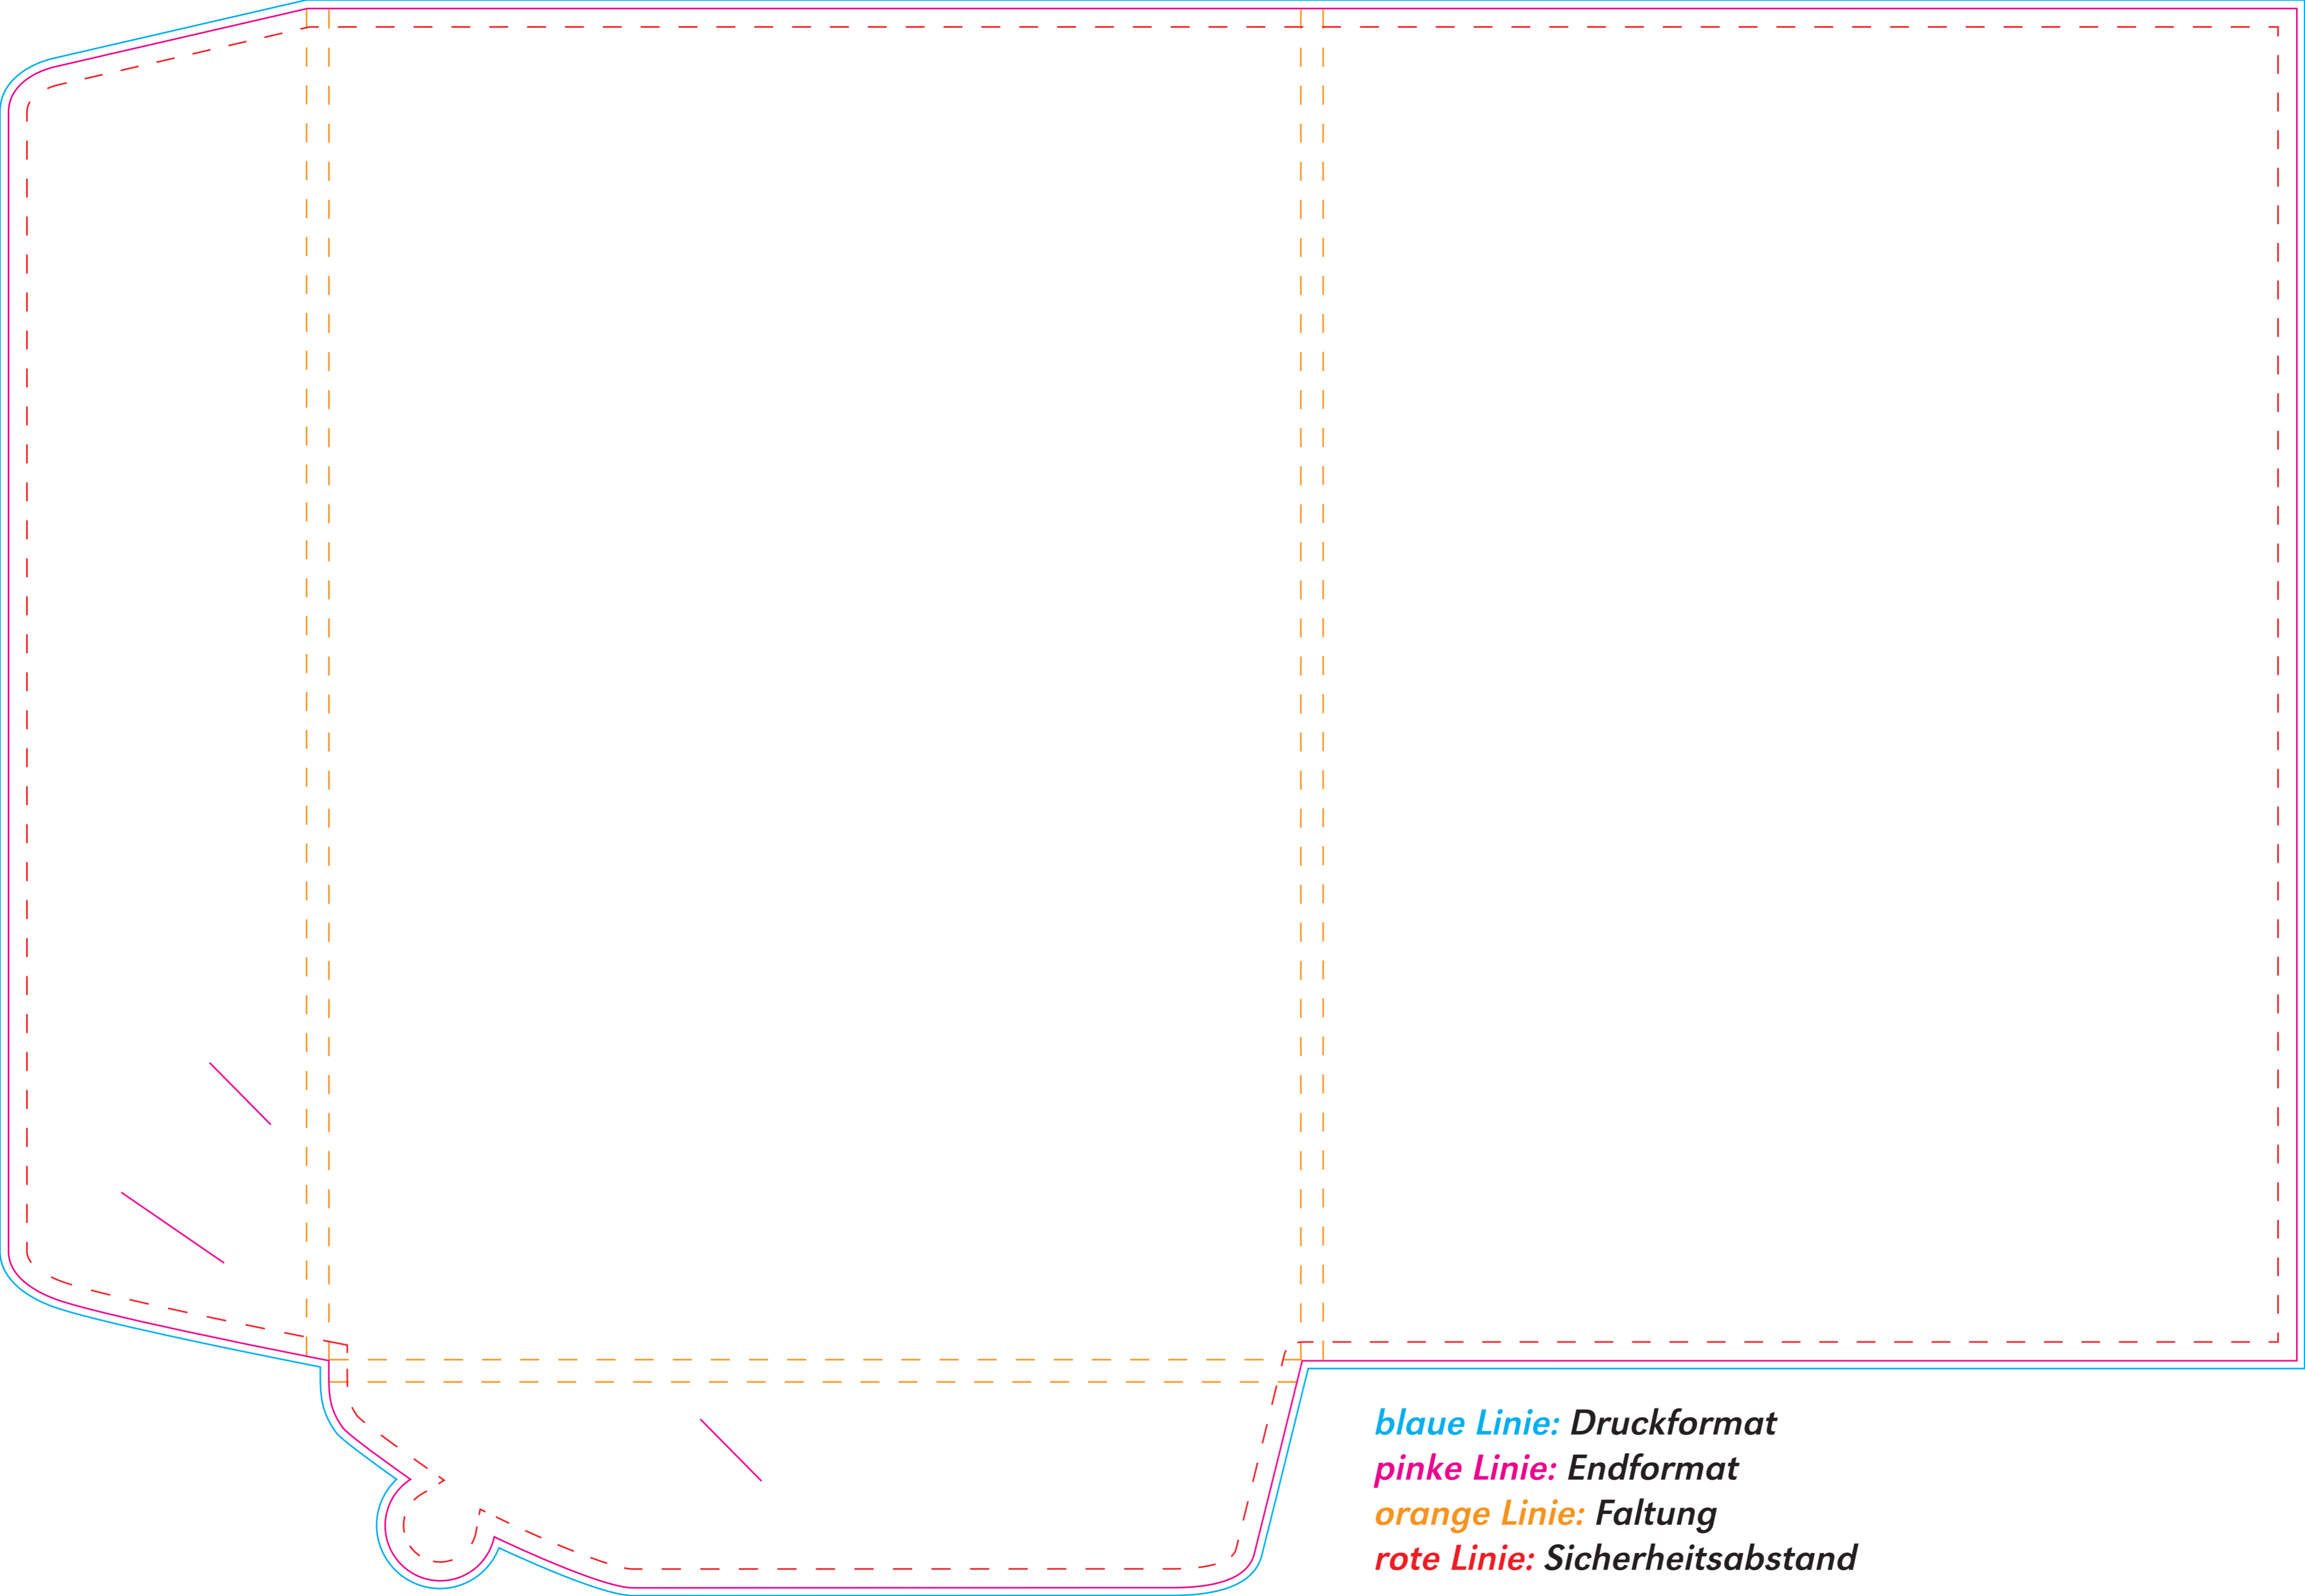 blaue Linie: Druckformat
pinke Linie: Endformat
orange Linie: Faltung
rote Linie: Sicherheitsabstand